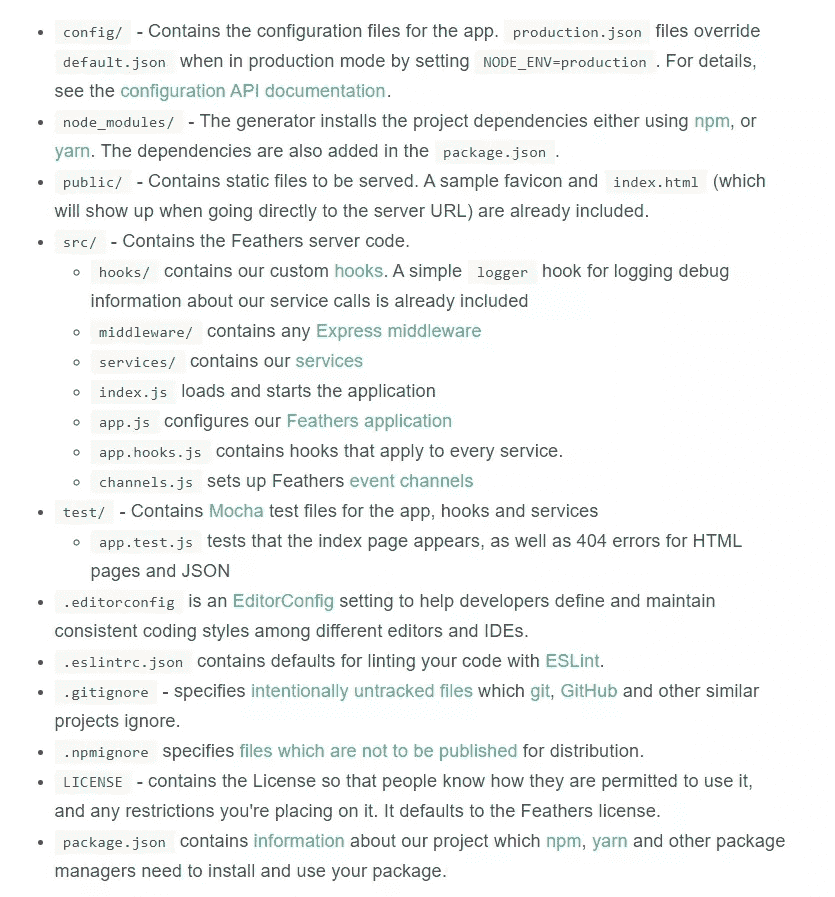 config/ - Contains the configuration files for the app. production.json files override
default.json when in production mode by setting NODE_ENV=production . For details,
see the configuration API documentation.
node_modules/ - The generator installs the project dependencies either using npm, or
yarn. The dependencies are also added in the package.json .
public/ - Contains static files to be served. A sample favicon and index.html (which
will show up when going directly to the server URL) are already included.
src/ - Contains the Feathers server code.
hooks/ contains our custom hooks. A simple logger hook for logging debug
information about our service calls is already included
middleware/ contains any Express middleware
services/ contains our services
index.js loads and starts the application
app.js configures our Feathers application
app.hooks.js contains hooks that apply to every service.
channels.js sets up Feathers event channels
test/ - Contains Mocha test files for the app, hooks and services
app.test.js tests that the index page appears, as well as 404 errors for HTML
pages and JSON
.editorconfig is an EditorConfig setting to help developers define and maintain
consistent coding styles among different editors and IDEs.
.eslintrc.json contains defaults for linting your code with ESLint.
.gitignore - specifies intentionally untracked files which git, GitHub and other similar
projects ignore.
.npmignore specifies files which are not to be published for distribution.
LICENSE - contains the License so that people know how they are permitted to use it,
and any restrictions you're placing on it. It defaults to the Feathers license.
package.json contains information about our project which npm, yarn and other package
managers need to install and use your package.